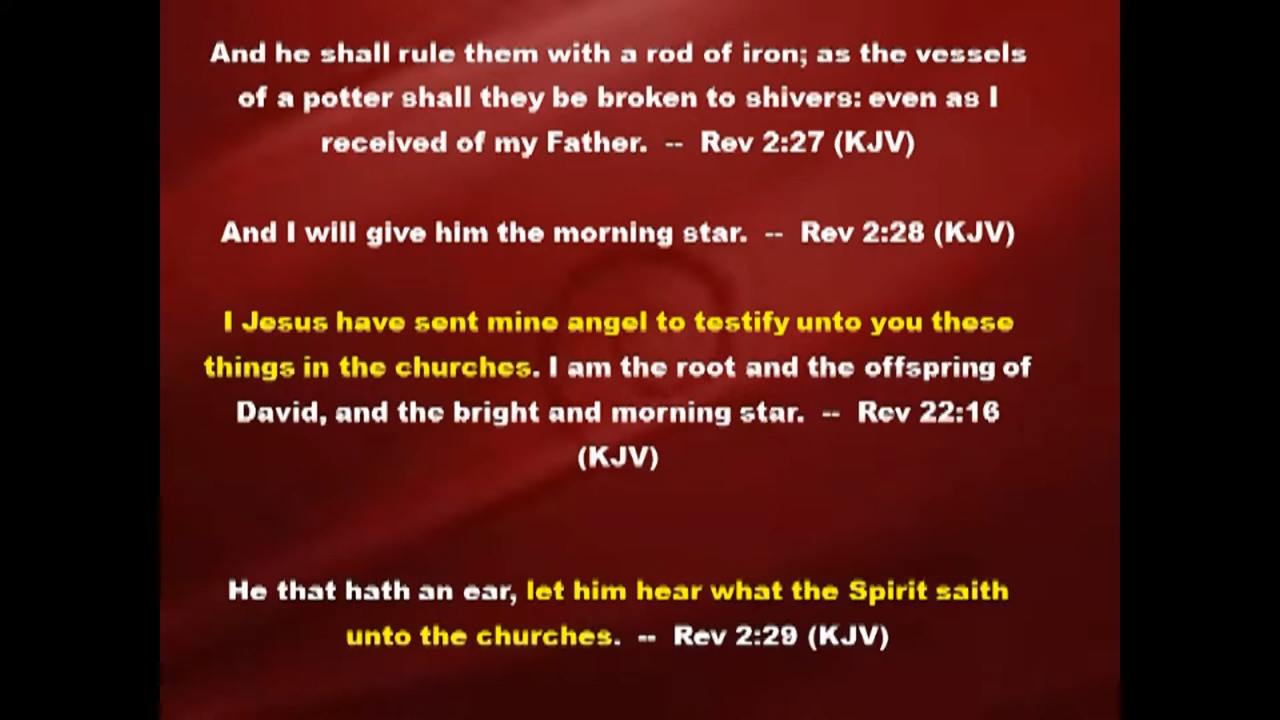 And he shall rule them with a rod of iron; as the vessels
of a potter shall they be broken to shivers: even as I
received of my Father. -- Rev 2:27 (KJV)
And I will give him the morning star. -- Rev 2:28 (KJV)
I Jesus have sent mine angel to testify unto you these
things in the churches. I am the root and the offspring of
David, and the bright and morning star. -- Rev 22:16
(KJV)
He that hath an ear, let him hear what the Spirit saith
unto the churches. -- Rev 2:29 (KJV)